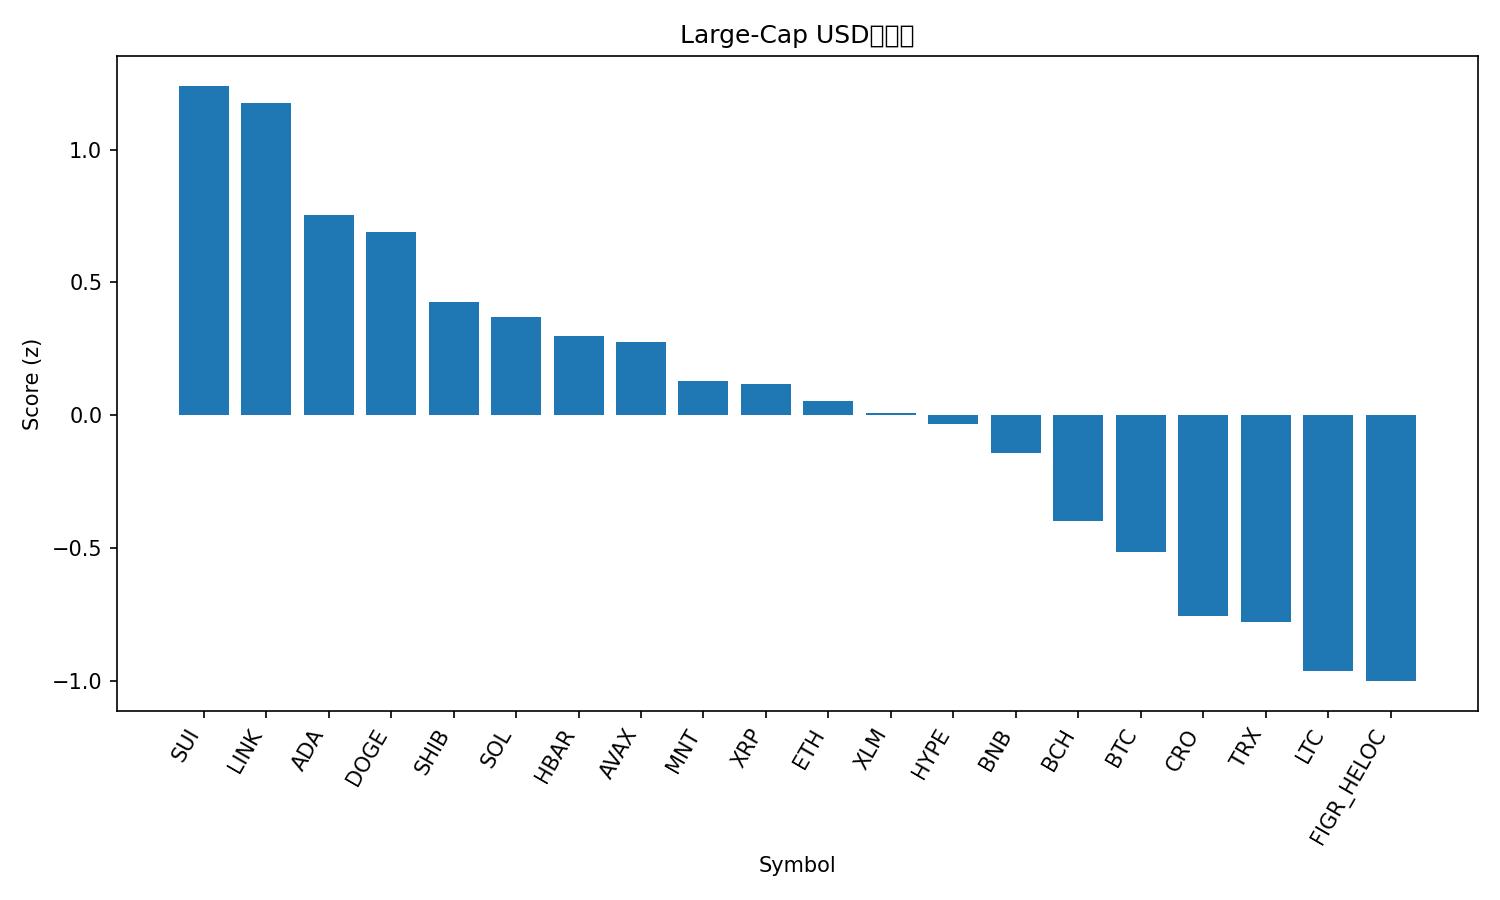 Large-Cap USD
Score (z)
1.0
0.5
0.0
−0.5
−1.0
SUI
LINK
ADA
DOGE
SHIB
SOL
HBAR
AVAX
MNT
XRP
ETH
XLM
HYPE
BNB
BCH
BTC
CRO
TRX
LTC
FIGR_HELOC
Symbol